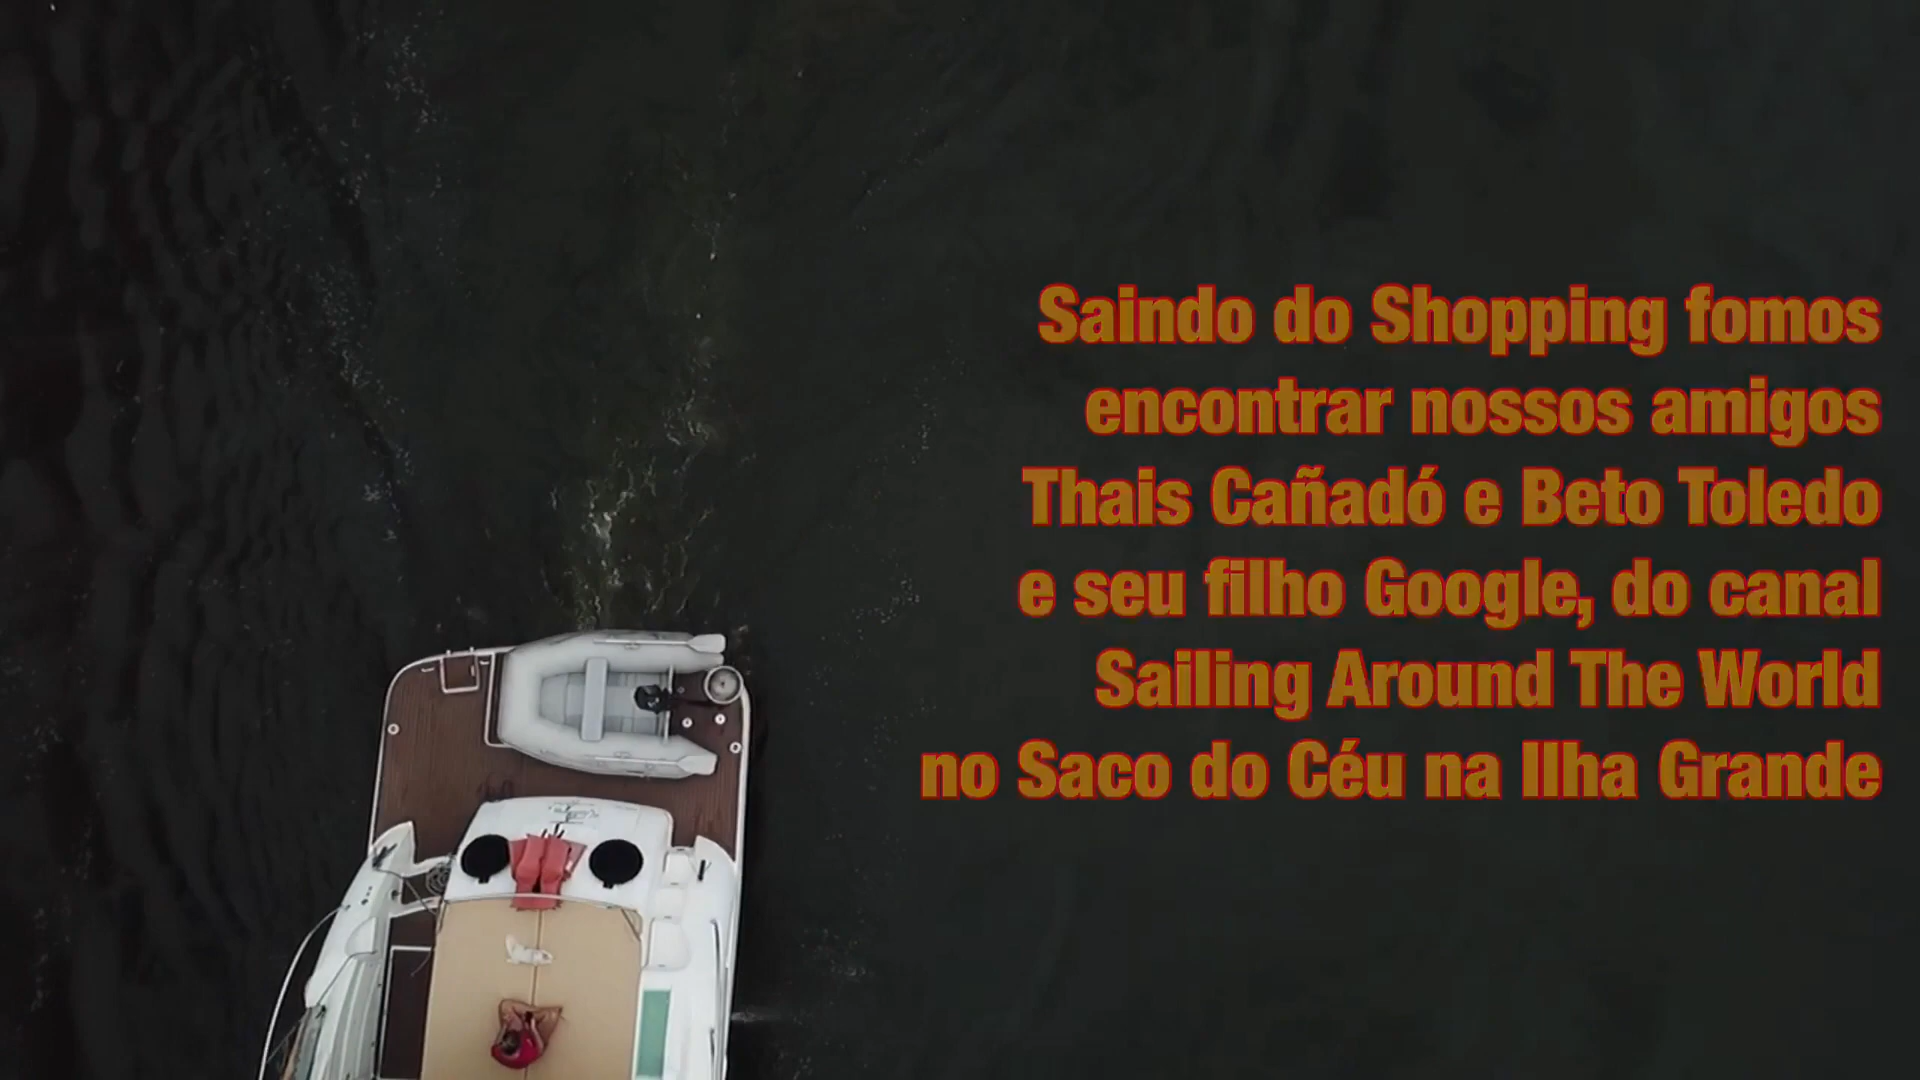 Saindo do Shopping fomos
encontrar nossos amigos
Thais Cañadó e Beto Toledo
e seu filho Google, do canal
Sailing Around The World
no Saco do Céu na Ilha Grande